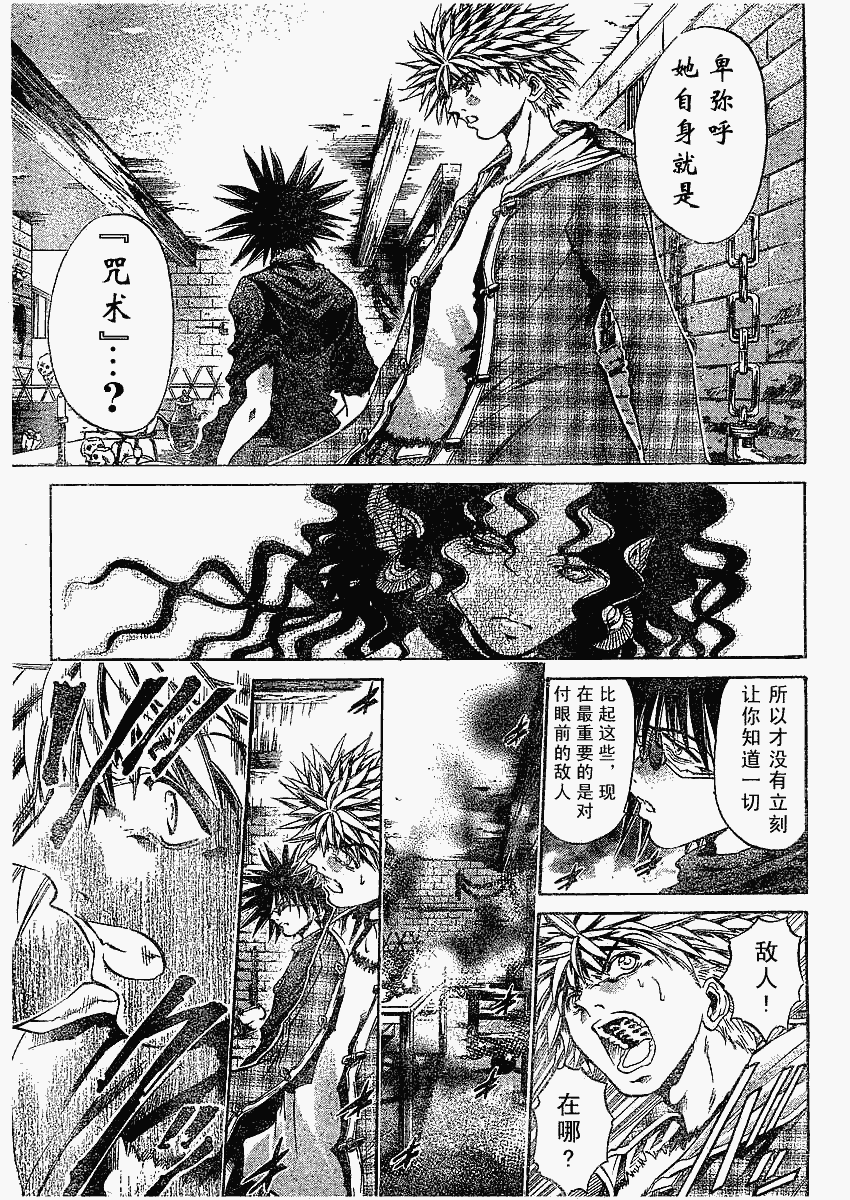 卑弥呼
她自身就是
『咒术』…?
所以才没有立刻
让你知道一切
比起这些，现
在最重要的是对
付眼前的敌人
敌人！
在哪？